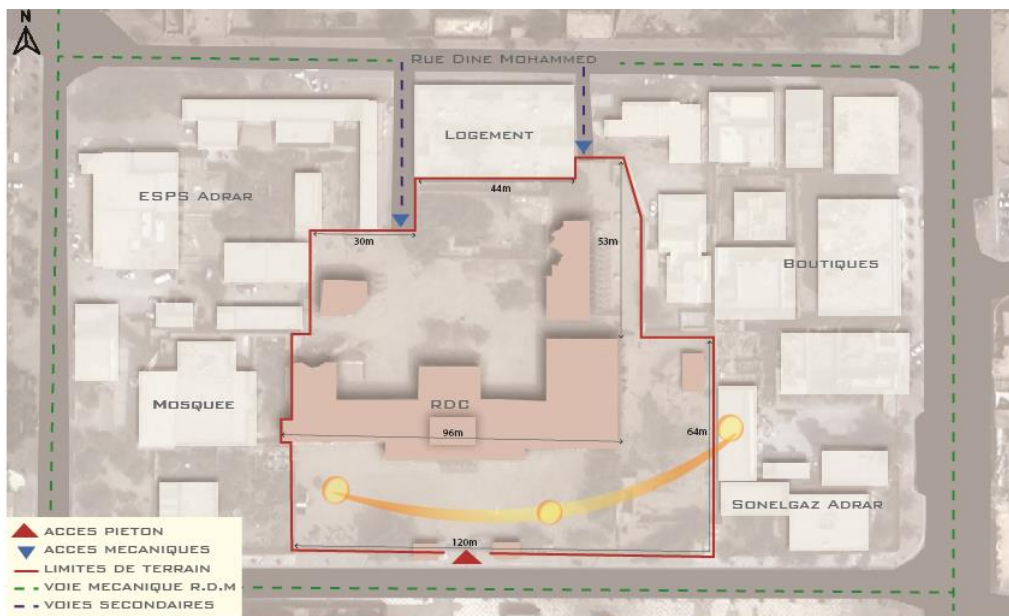 N
Rue Dine Mohammed
Logement
44m
ESPS Adrar
30m
53m
Boutiques
Mosquee
RDC
96m
64m
Sonelgaz Adrar
120m
ACCES PIETON
ACCES MECANIQUES
LIMITES DE TERRAIN
VOIE MECANIQUE R.D.M
VOIES SECONDAIRES